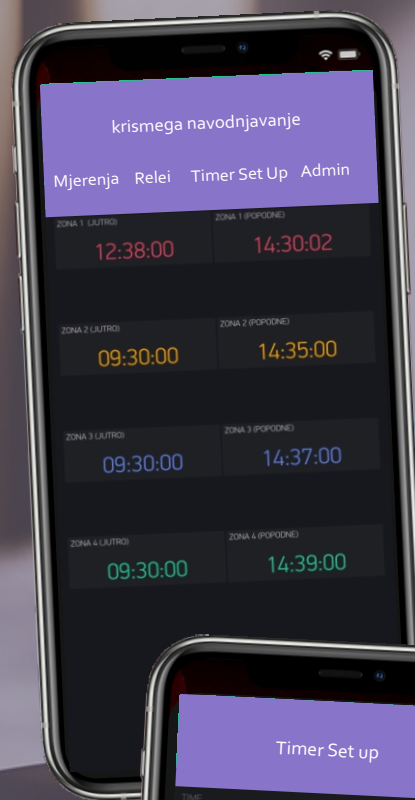 krismega navodnjavanje
Mjerenja Relei Timer Set Up Admin
ZONA 1 (JUTRO) ZONA 1 (POPODNE)
12:38:00 14:30:02
ZONA 2 (JUTRO) ZONA 2 (POPODNE)
09:30:00 14:35:00
ZONA 3 (JUTRO) ZONA 3 (POPODNE)
09:30:00 14:37:00
ZONA 4 (JUTRO) ZONA 4 (POPODNE)
09:30:00 14:39:00
Timer Set up
TIME